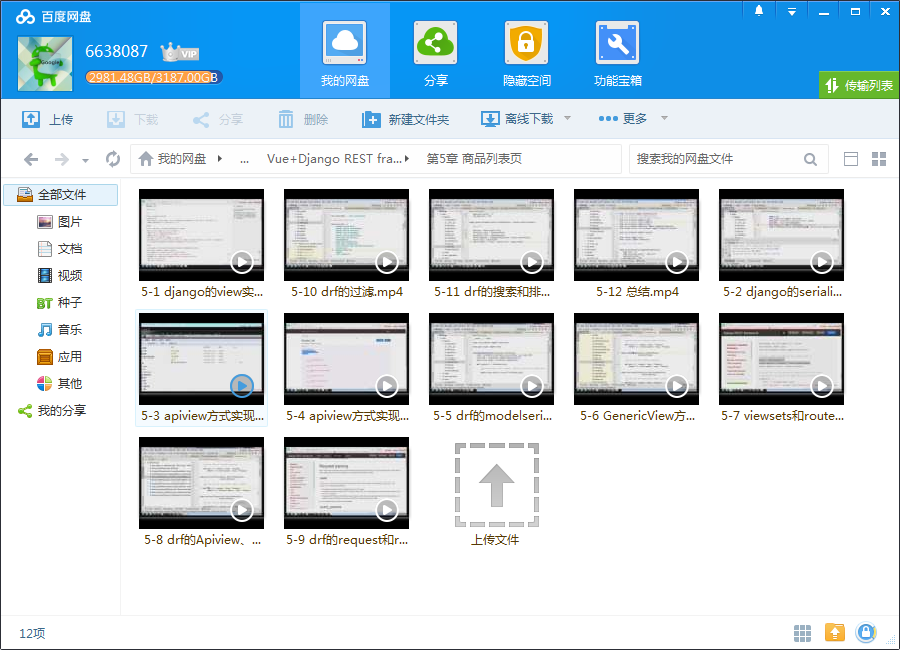 百度网盘
6638087
VIP
2981.48GB/3187.00GB
我的网盘
分享
隐藏空间
功能宝箱
传输列表
上传
下载
分享
删除
新建文件夹
离线下载
更多
我的网盘
...
Vue+Django REST fra...
第5章 商品列表页
搜索我的网盘文件
全部文件
图片
文档
视频
BT 种子
音乐
应用
其他
我的分享
5-1 django的view实...
5-10 drf的过滤.mp4
5-11 drf的搜索和排...
5-12 总结.mp4
5-2 django的seriali...
5-3 apiview方式实现...
5-4 apiview方式实现...
5-5 drf的modelseri...
5-6 GenericView方...
5-7 viewsets和route...
5-8 drf的Apiview、...
5-9 drf的request和r...
上传文件
12项